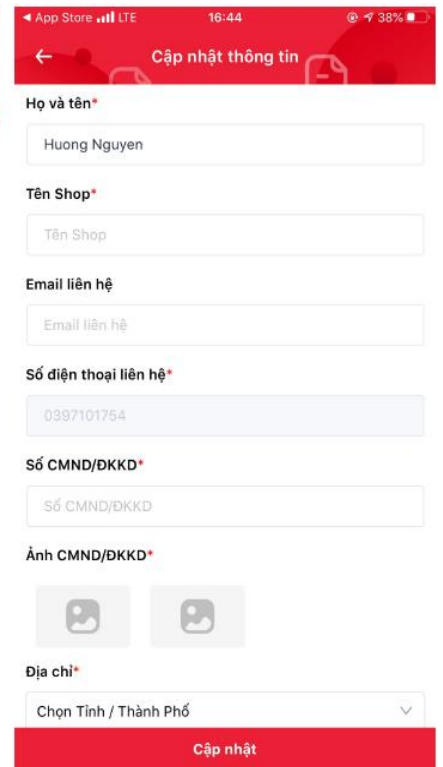 App Store LTE 16:44 38%
Cập nhật thông tin
Họ và tên*
Huong Nguyen
Tên Shop*
Tên Shop
Email liên hệ
Email liên hệ
Số điện thoại liên hệ*
0397101754
Số CMND/ĐKKD*
Số CMND/ĐKKD
Ảnh CMND/ĐKKD*
Địa chỉ*
Chọn Tỉnh / Thành Phố
Cập nhật